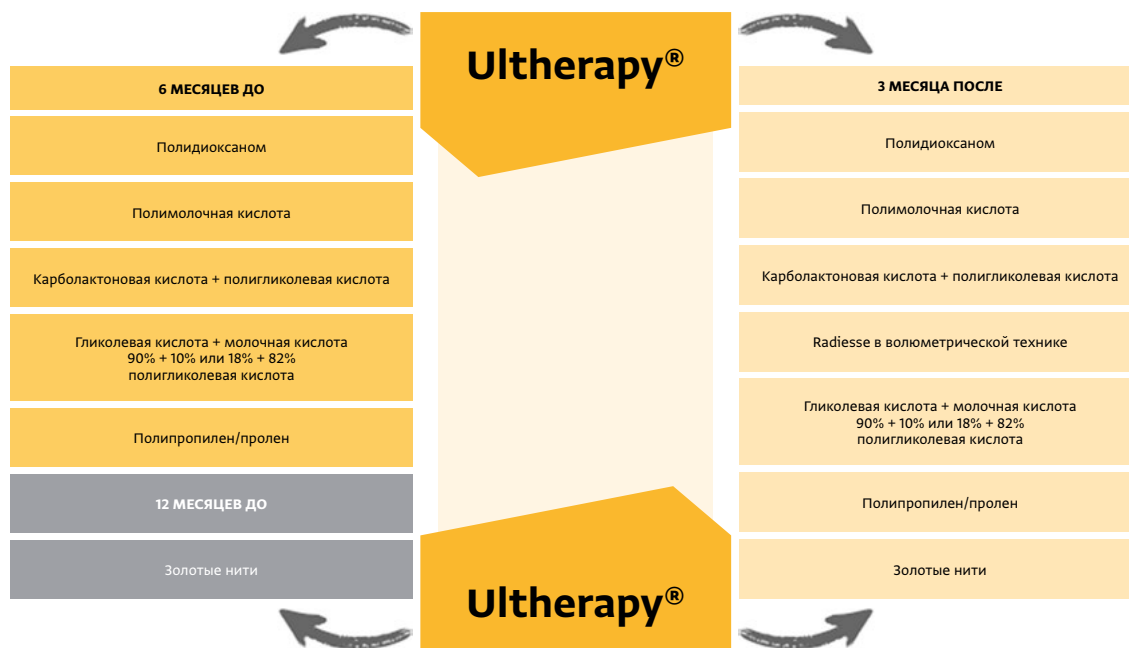 Ultherapy®
6 МЕСЯЦЕВ ДО
Полидиоксаном
Полимолочная кислота
Карболактоновая кислота + полигликолевая кислота
Гликолевая кислота + молочная кислота
90% + 10% или 18% + 82%
полигликолевая кислота
Полипропилен/пролен
12 МЕСЯЦЕВ ДО
Золотые нити
3 МЕСЯЦА ПОСЛЕ
Полидиоксаном
Полимолочная кислота
Карболактоновая кислота + полигликолевая кислота
Radiesse в волюметрической технике
Гликолевая кислота + молочная кислота
90% + 10% или 18% + 82%
полигликолевая кислота
Полипропилен/пролен
Золотые нити
Ultherapy®